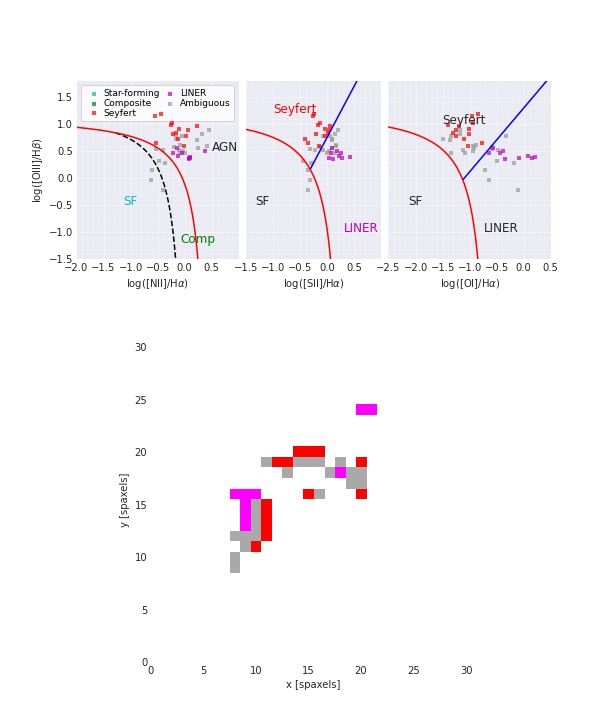 Star-forming
Composite
Seyfert
LINER
Ambiguous
1.5
1.0
0.5
0.0
−0.5
−1.0
−1.5
log([OIII]/Hβ)
AGN
SF
Comp
−2.0 −1.5 −1.0 −0.5 0.0 0.5
log([NII]/Hα)
Seyfert
SF
LINER
−1.5 −1.0 −0.5 0.0 0.5
log([SII]/Hα)
Seyfert
SF
LINER
−2.5 −2.0 −1.5 −1.0 −0.5 0.0 0.5
log([OI]/Hα)
30
25
20
15
10
5
0
y [spaxels]
0 5 10 15 20 25 30
x [spaxels]